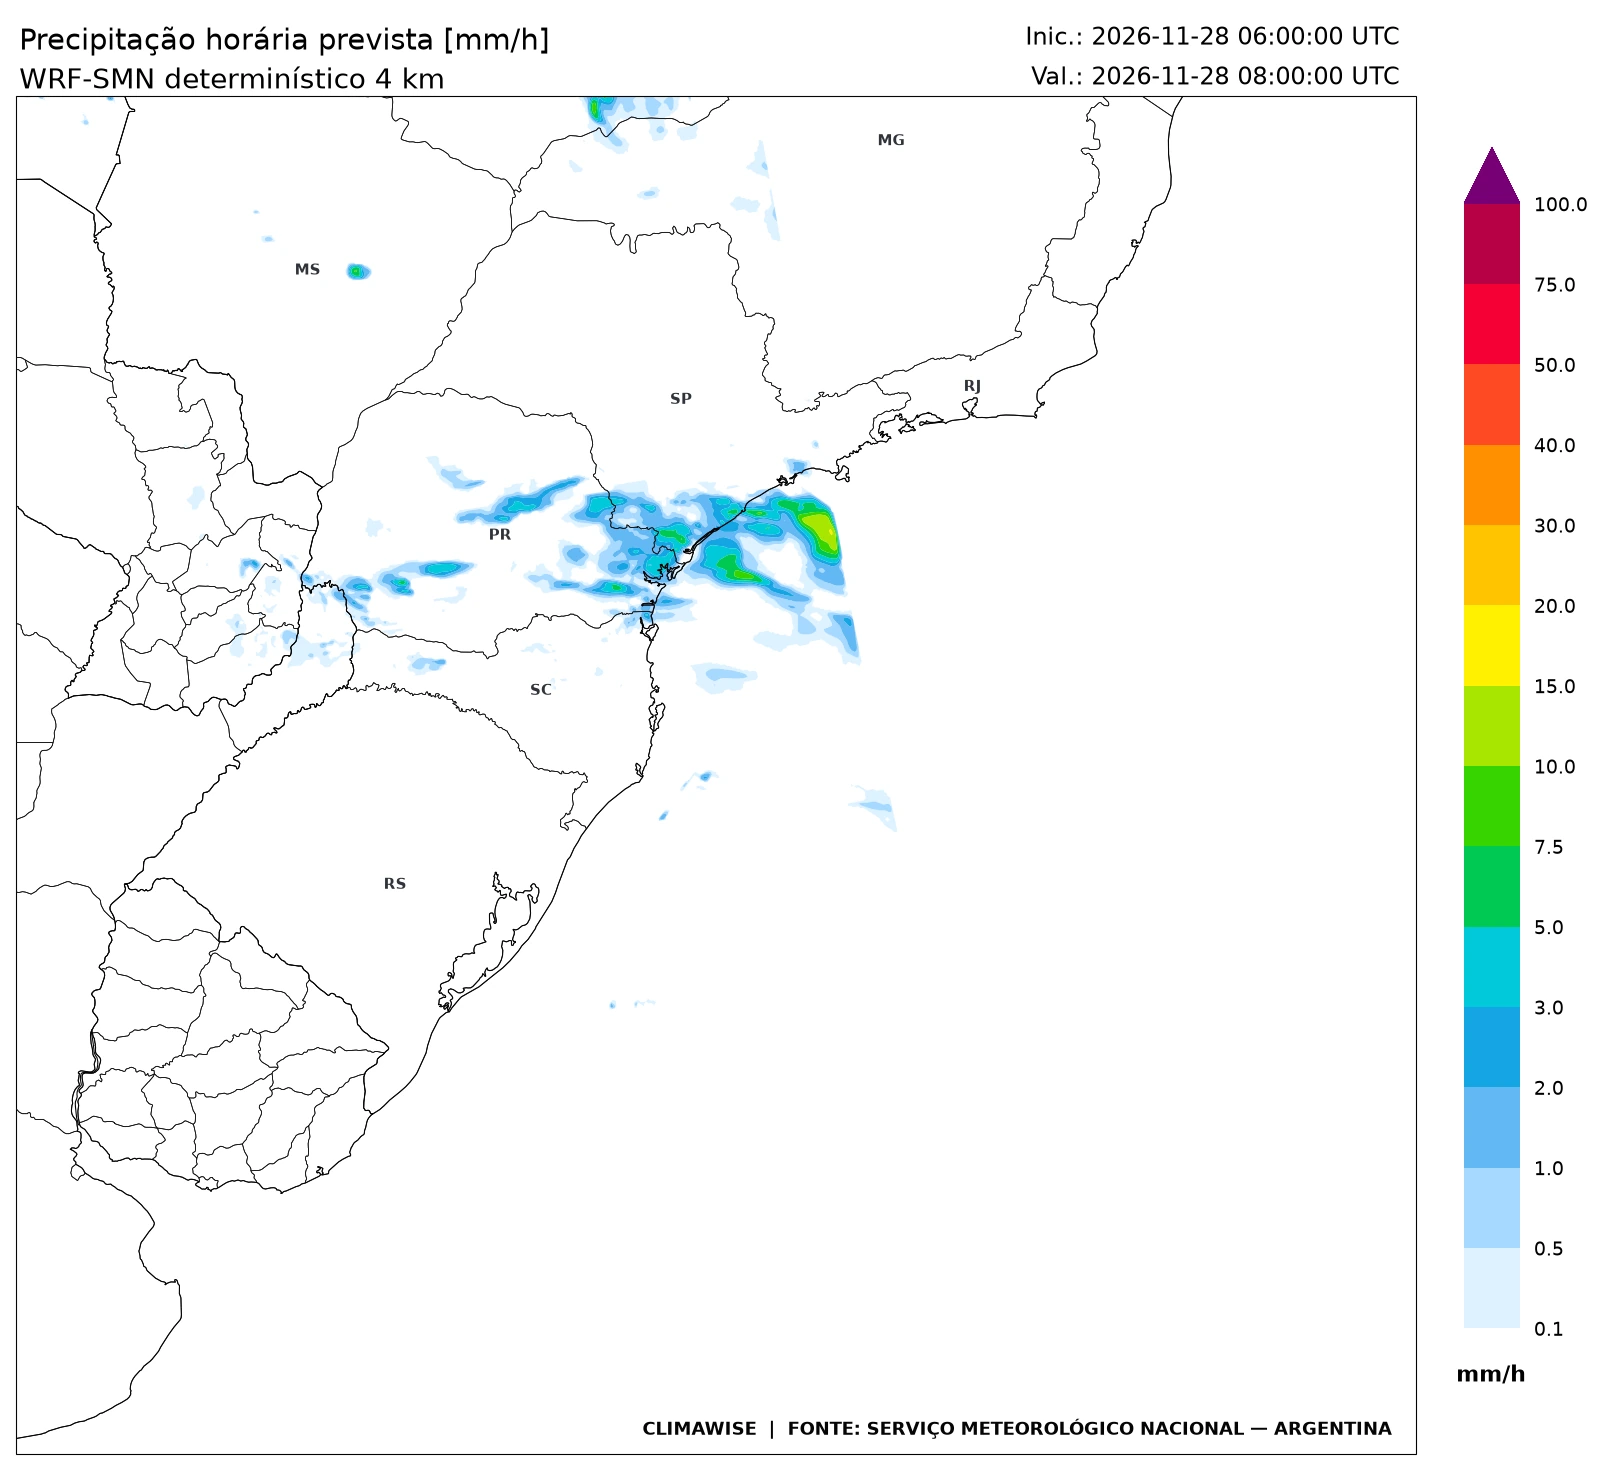 Precipitação horária prevista [mm/h]
WRF-SMN determinístico 4 km
Inic.: 2026-11-28 06:00:00 UTC
Val.: 2026-11-28 08:00:00 UTC
MG
MS
SP
RJ
PR
SC
RS
100.0
75.0
50.0
40.0
30.0
20.0
15.0
10.0
7.5
5.0
3.0
2.0
1.0
0.5
0.1
mm/h
CLIMAWISE | FONTE: SERVIÇO METEOROLÓGICO NACIONAL — ARGENTINA